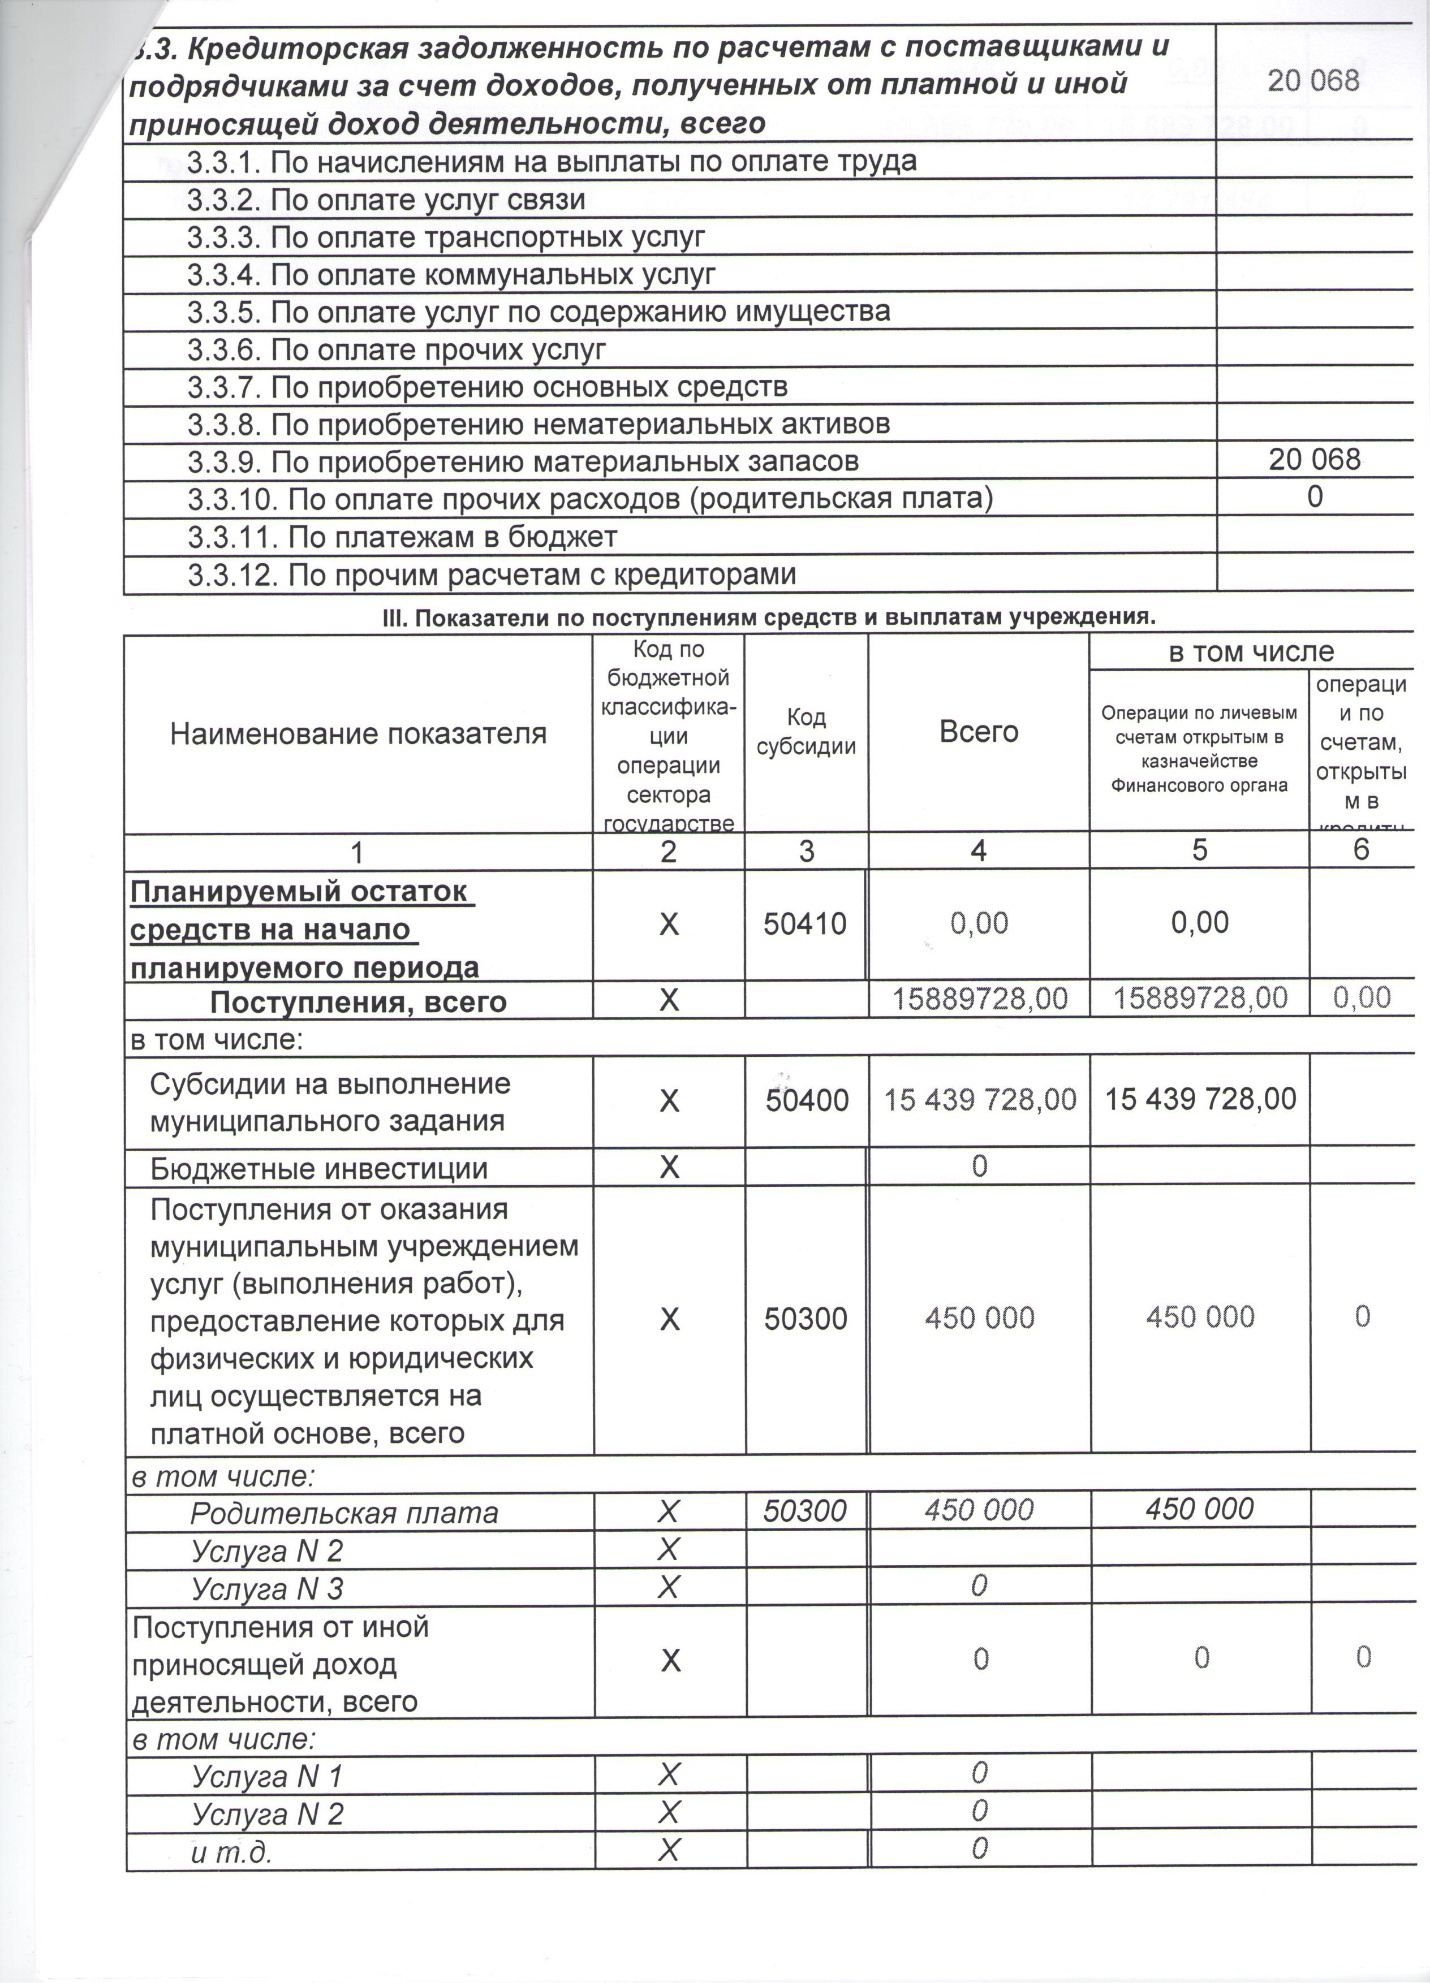 .3. Кредиторская задолженность по расчетам с поставщиками и
подрядчиками за счет доходов, полученных от платной и иной
приносящей доход деятельности, всего
20 068
3.3.1. По начислениям на выплаты по оплате труда
3.3.2. По оплате услуг связи
3.3.3. По оплате транспортных услуг
3.3.4. По оплате коммунальных услуг
3.3.5. По оплате услуг по содержанию имущества
3.3.6. По оплате прочих услуг
3.3.7. По приобретению основных средств
3.3.8. По приобретению нематериальных активов
3.3.9. По приобретению материальных запасов 20 068
3.3.10. По оплате прочих расходов (родительская плата) 0
3.3.11. По платежам в бюджет
3.3.12. По прочим расчетам с кредиторами
III. Показатели по поступлениям средств и выплатам учреждения.
Наименование показателя
Код по
бюджетной
классифика-
ции
операции
сектора
государстве
Код
субсидии
Всего
в том числе
Операции по личевым
счетам открытым в
казначействе
Финансового органа
операци
и по
счетам,
открыты
м в
кредитн
1 2 3 4 5 6
Планируемый остаток
средств на начало
планируемого периода
X 50410 0,00 0,00
Поступления, всего X 15889728,00 15889728,00 0,00
в том числе:
Субсидии на выполнение
муниципального задания
X 50400 15 439 728,00 15 439 728,00
Бюджетные инвестиции X 0
Поступления от оказания
муниципальным учреждением
услуг (выполнения работ),
предоставление которых для
физических и юридических
лиц осуществляется на
платной основе, всего
X 50300 450 000 450 000 0
в том числе:
Родительская плата X 50300 450 000 450 000
Услуга N 2 X
Услуга N 3 X 0
Поступления от иной
приносящей доход
деятельности, всего
X 0 0 0
в том числе:
Услуга N 1 X 0
Услуга N 2 X 0
и т.д. X 0